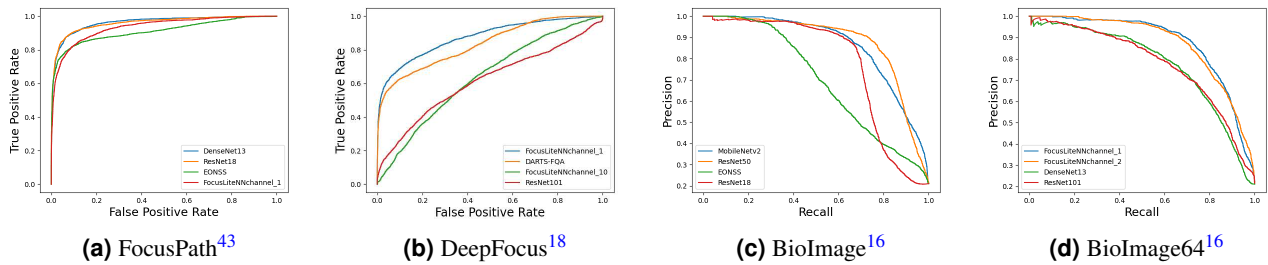 True Positive Rate
1.0
0.8
0.6
0.4
0.2
0.0
0.0 0.2 0.4 0.6 0.8 1.0
False Positive Rate
DenseNet13
ResNet18
EONSS
FocusLiteNNchannel_1
(a) FocusPath43
True Positive Rate
1.0
0.8
0.6
0.4
0.2
0.0
0.0 0.2 0.4 0.6 0.8 1.0
False Positive Rate
FocusLiteNNchannel_1
DARTS-FQA
FocusLiteNNchannel_10
ResNet101
(b) DeepFocus18
Precision
1.0
0.9
0.8
0.7
0.6
0.5
0.4
0.3
0.2
0.0 0.2 0.4 0.6 0.8 1.0
Recall
MobileNetv2
ResNet50
EONSS
ResNet18
(c) BioImage16
Precision
1.0
0.9
0.8
0.7
0.6
0.5
0.4
0.3
0.2
0.0 0.2 0.4 0.6 0.8 1.0
Recall
FocusLiteNNchannel_1
FocusLiteNNchannel_2
DenseNet13
ResNet101
(d) BioImage6416